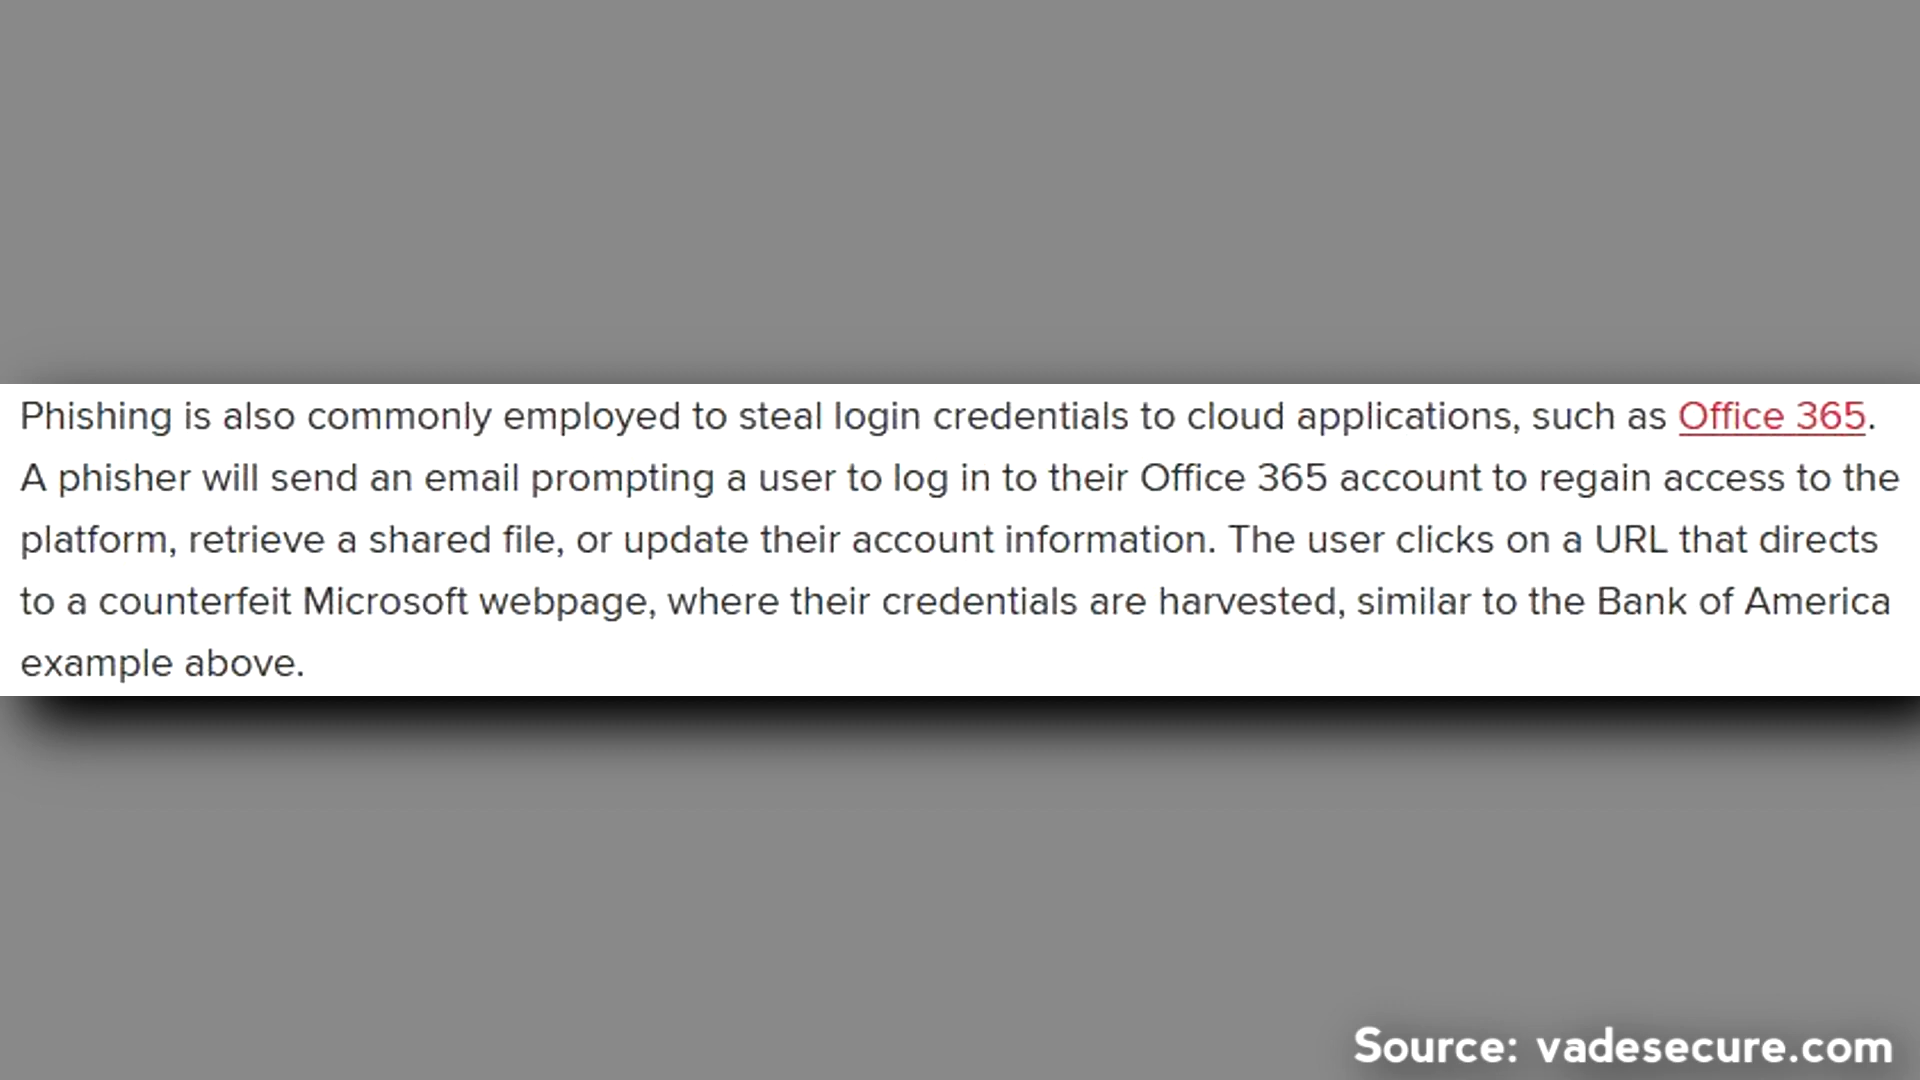 Phishing is also commonly employed to steal login credentials to cloud applications, such as Office 365.
A phisher will send an email prompting a user to log in to their Office 365 account to regain access to the
platform, retrieve a shared file, or update their account information. The user clicks on a URL that directs
to a counterfeit Microsoft webpage, where their credentials are harvested, similar to the Bank of America
example above.
Source: vadesecure.com